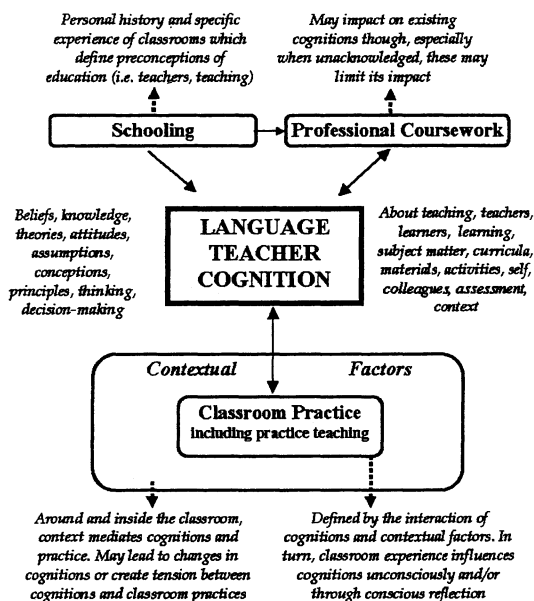 Personal history and specific
experience of classrooms which
define preconceptions of
education (i.e. teachers, teaching)
May impact on existing
cognitions though, especially
when unacknowledged, these may
limit its impact
Schooling
Professional Coursework
Beliefs, knowledge,
theories, attitudes,
assumptions,
conceptions,
principles, thinking,
decision-making
LANGUAGE
TEACHER
COGNITION
About teaching, teachers,
learners, learning,
subject matter, curricula,
materials, activities, self,
colleagues, assessment,
context
Contextual Factors
Classroom Practice
including practice teaching
Around and inside the classroom,
context mediates cognitions and
practice. May lead to changes in
cognitions or create tension between
cognitions and classroom practices
Defined by the interaction of
cognitions and contextual factors. In
turn, classroom experience influences
cognitions unconsciously and/or
through conscious reflection